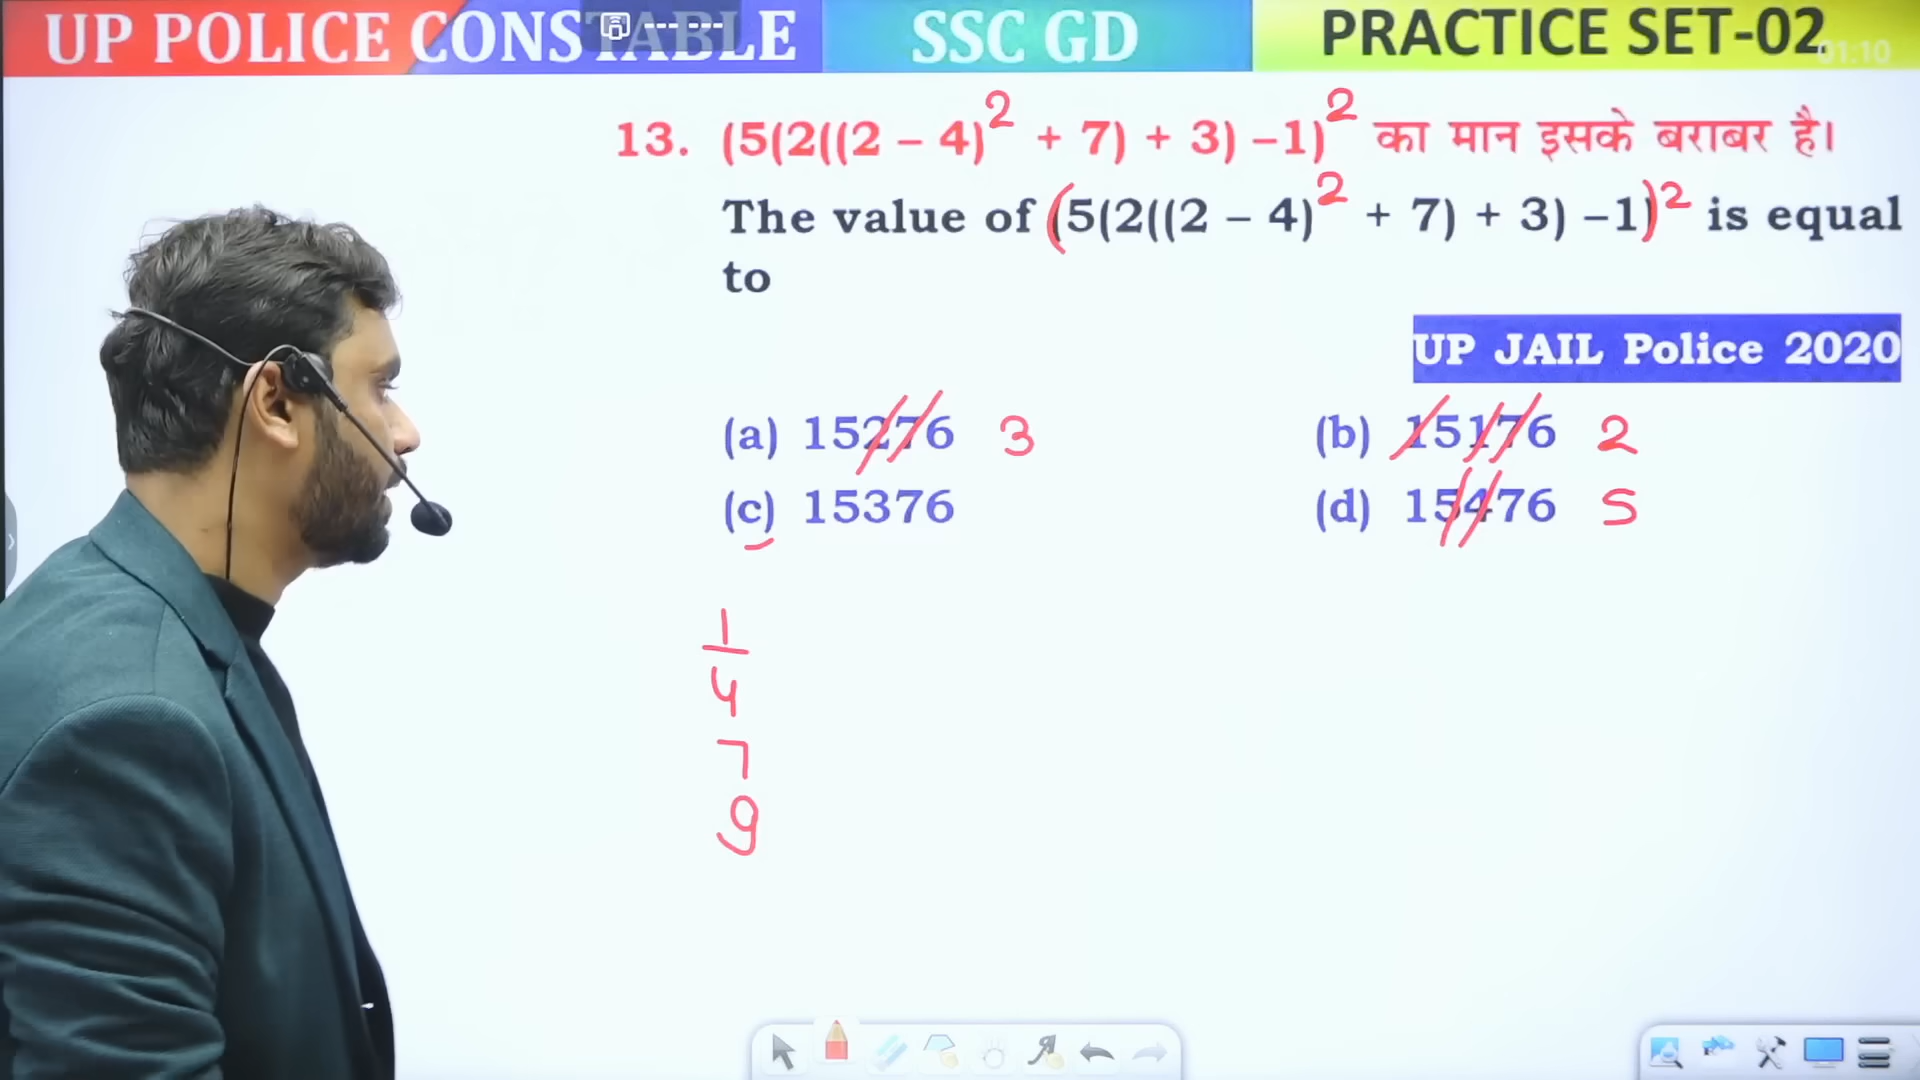 UP POLICE CONSTABLE SSC GD PRACTICE SET-02
01:10
13. (5(2((2 – 4)² + 7) + 3) –1)² का मान इसके बराबर है।
The value of (5(2((2 – 4)² + 7) + 3) –1)² is equal
to
UP JAIL Police 2020
(a) 15276 3 (b) 15176 2
(c) 15376 (d) 15476 5
1
4
7
9